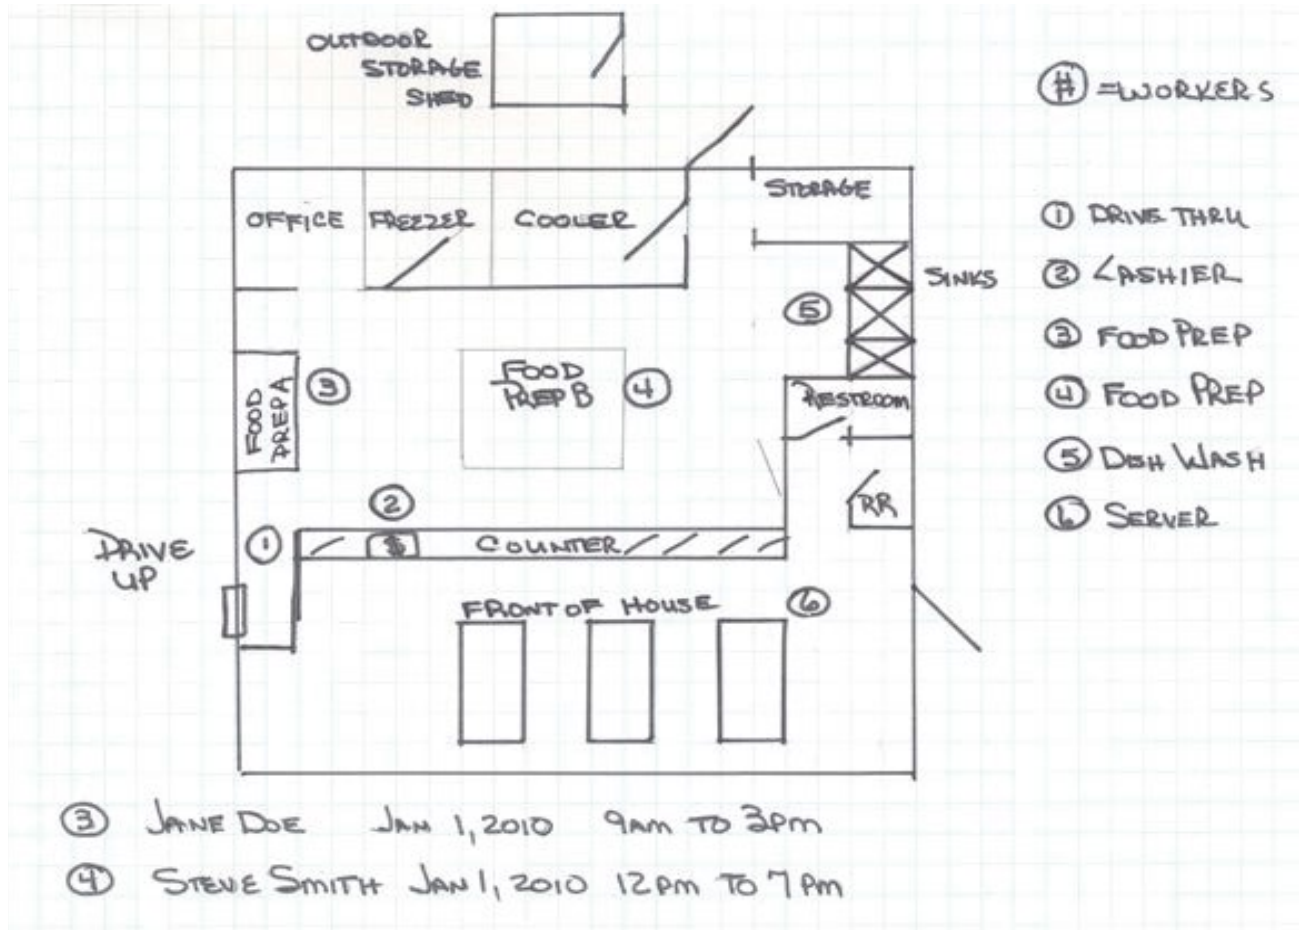 OUTDOOR
STORAGE
SHED
# = WORKERS
STORAGE
OFFICE FREEZER COOLER
① DRIVE THRU
② CASHIER
SINKS
⑤
③ FOOD PREP
FOOD
PREP A
③
FOOD
PREP B
④
RESTROOM
④ FOOD PREP
⑤ DISH WASH
②
RR
⑥ SERVER
DRIVE
UP
①
$
COUNTER
FRONT OF HOUSE
⑥
③ JANE DOE JAN 1, 2010 9AM TO 3PM
④ STEVE SMITH JAN 1, 2010 12PM TO 7PM